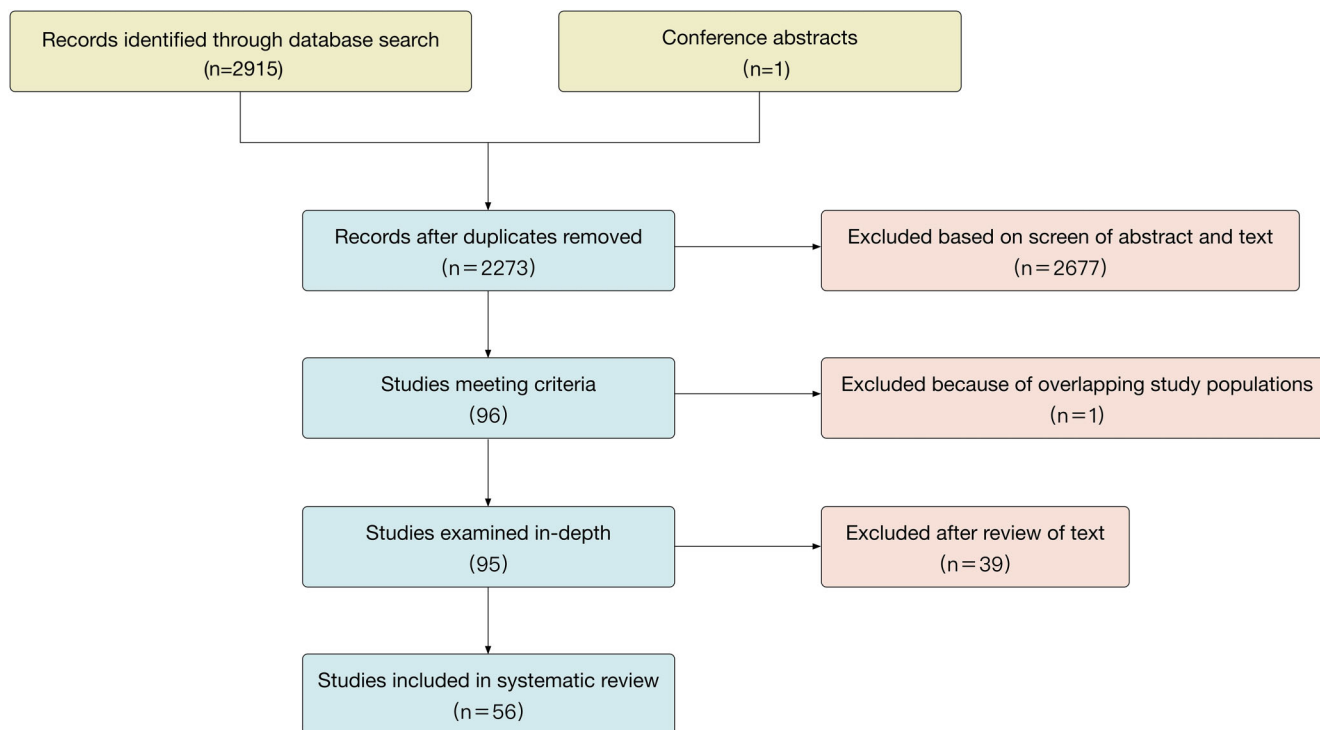 Records identified through database search
(n=2915)
Conference abstracts
(n=1)
Records after duplicates removed
(n=2273)
Excluded based on screen of abstract and text
(n=2677)
Studies meeting criteria
(96)
Excluded because of overlapping study populations
(n=1)
Studies examined in-depth
(95)
Excluded after review of text
(n=39)
Studies included in systematic review
(n=56)